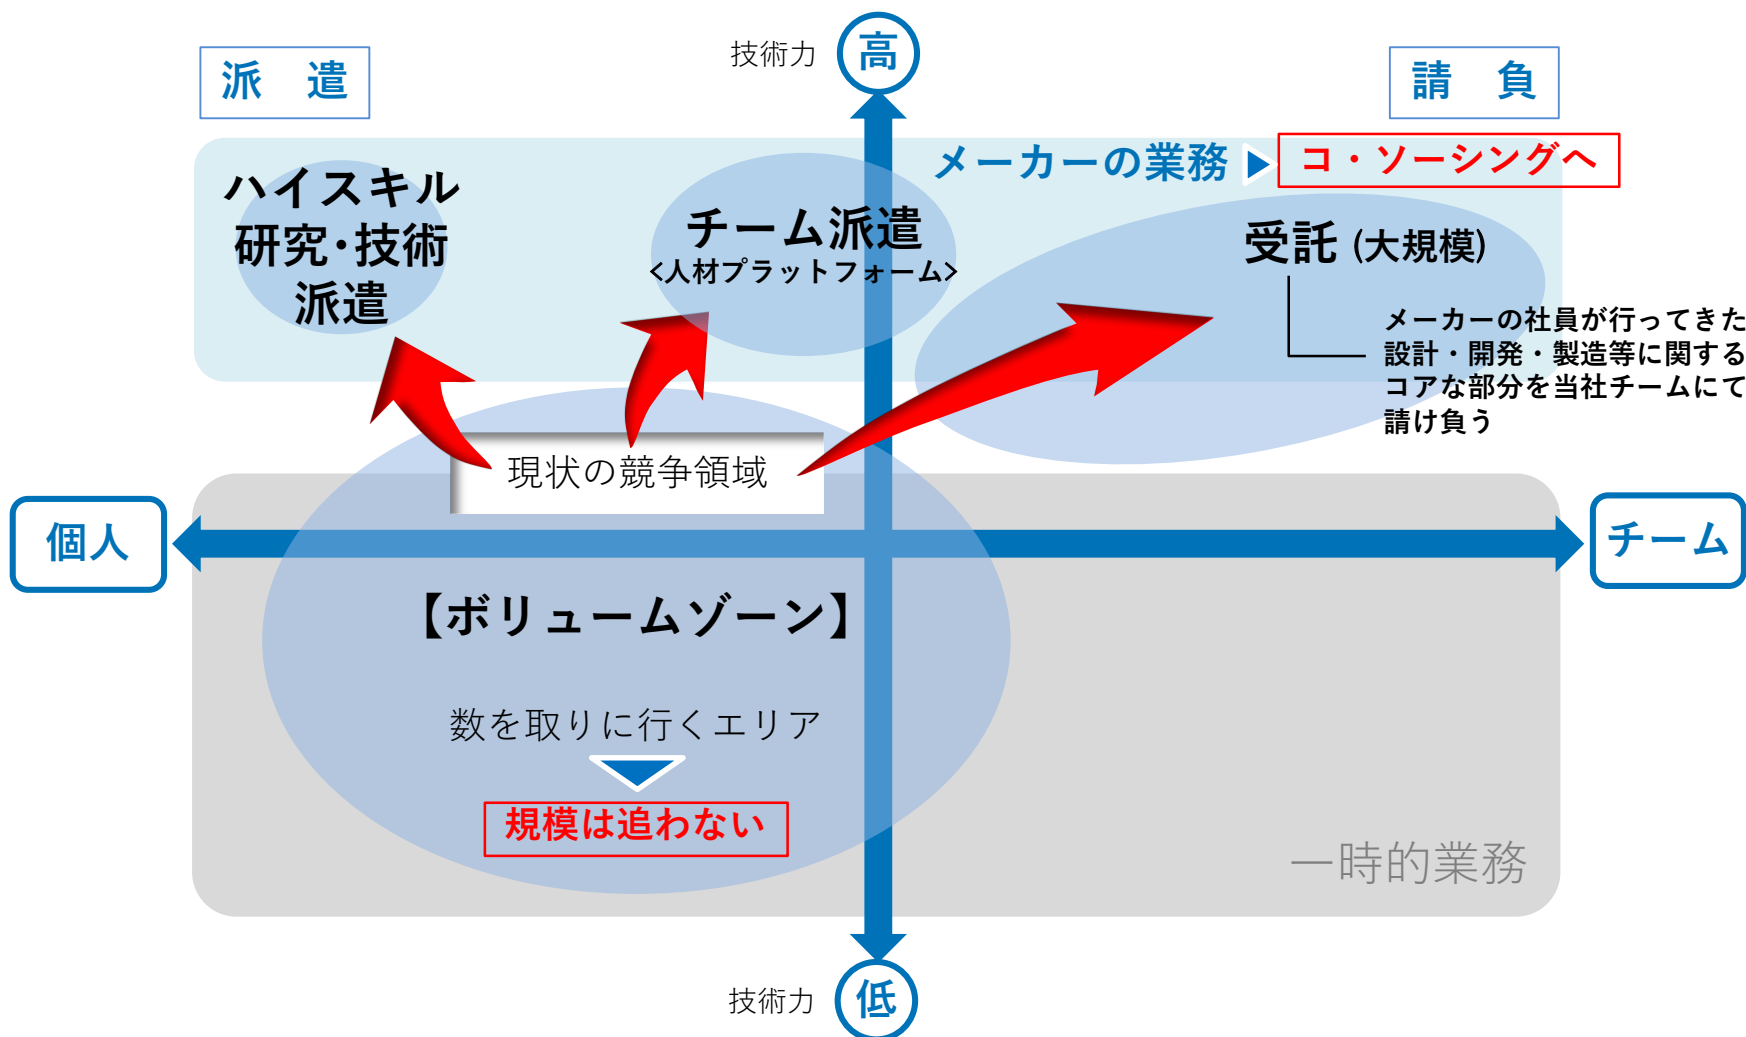 技術力
高
派　遣
請　負
メーカーの業務
コ・ソーシングへ
ハイスキル
研究・技術
派遣
チーム派遣
<人材プラットフォーム>
受託 (大規模)
メーカーの社員が行ってきた
設計・開発・製造等に関する
コアな部分を当社チームにて
請け負う
現状の競争領域
個人
チーム
【ボリュームゾーン】
数を取りに行くエリア
規模は追わない
一時的業務
技術力
低